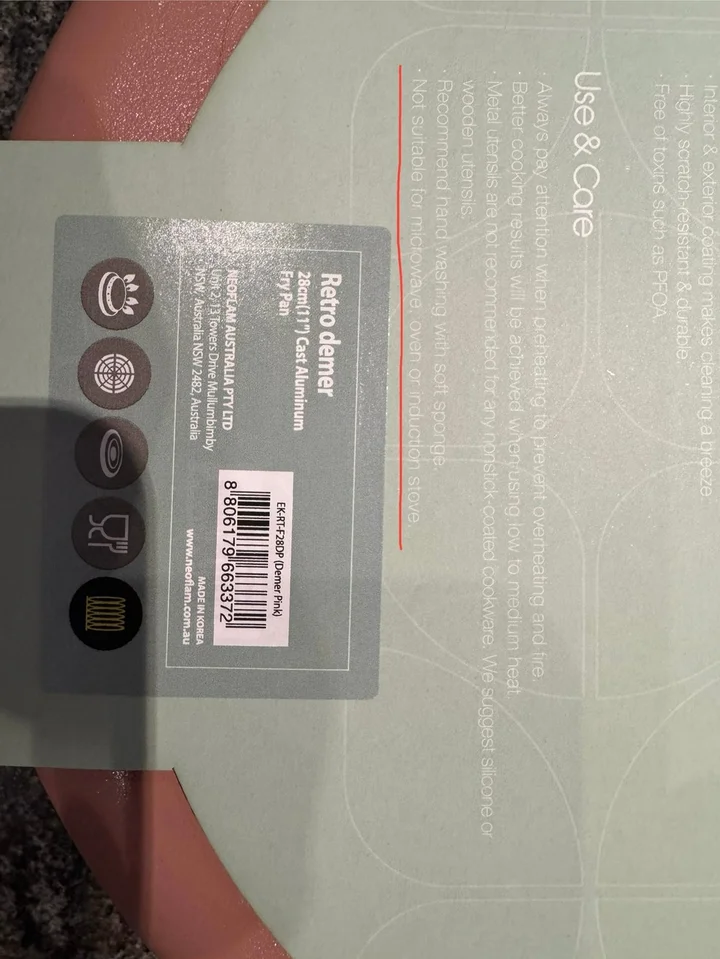 · Interior & exterior coating makes cleaning a breeze.
· Highly scratch-resistant & durable.
· Free of toxins such as PFOA.
Use & Care
· Always pay attention when preheating to prevent overheating and fire.
· Better cooking results will be achieved when using low to medium heat.
· Metal utensils are not recommended for any nonstick-coated cookware. We suggest silicone or
wooden utensils.
· Recommend hand washing with soft sponge.
· Not suitable for microwave, oven or induction stove.
Retro demer
28cm(11") Cast Aluminum
Fry Pan
NEOFLAM AUSTRALIA PTY LTD
Unit 2, 13 Towers Drive Mullumbimby
NSW, Australia NSW 2482, Australia
EK-RT-F28DP (Demer Pink)
8 806179 663372
MADE IN KOREA
www.neoflam.com.au